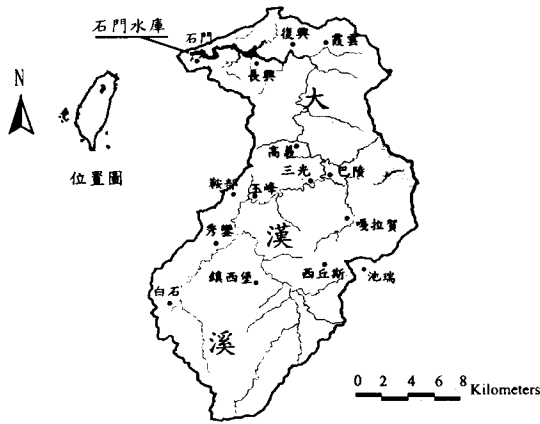 石門水庫
石門
復興
霞雲
長興
N
大
位置圖
高義
三光
巴陵
鞍部
玉峰
嘎拉賀
秀巒
漢
西丘斯
池端
鎮西堡
白石
溪
0 2 4 6 8 Kilometers